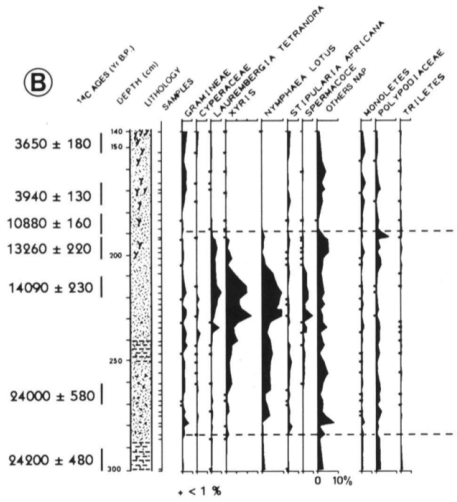 B
14C AGES (Yr B.P.)
DEPTH (cm)
LITHOLOGY
SAMPLES
GRAMINEAE
CYPERACEAE
LAUREMBERGIA TETRANDRA
XYRIS
NYMPHAEA LOTUS
STIPULARIA AFRICANA
SPERMACOCE
OTHERS NAP
MONOLETES
POLYPODIACEAE
TRILETES
140
3650 ± 180
150
3940 ± 130
10880 ± 160
13260 ± 220
200
14090 ± 230
250
24000 ± 580
24200 ± 480
300
0 10%
+ < 1 %